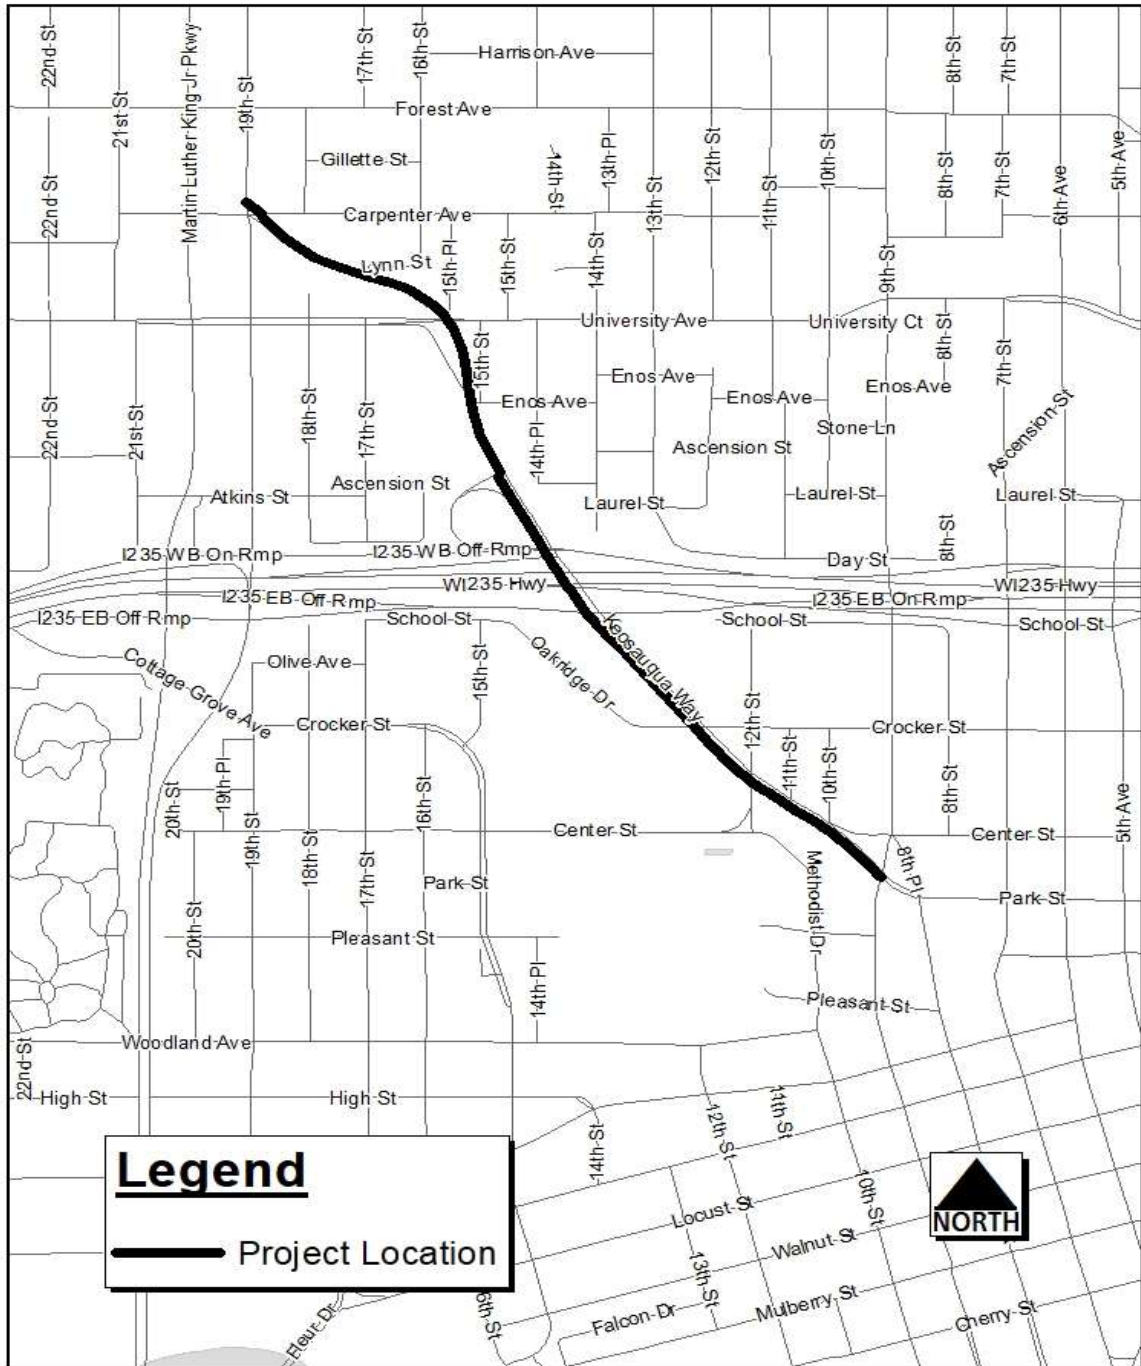 22nd St
21st St
Martin Luther King Jr Pkwy
19th St
17th St
16th St
Harrison Ave
8th St
7th St
Forest Ave
Gillette St
14th St
13th Pl
12th St
10th St
8th St
7th St
5th Ave
22nd St
Carpenter Ave
13th St
11th St
6th Ave
Lynn St
15th Pl
15th St
14th St
9th St
University Ave
University Ct
15th St
8th St
7th St
Enos Ave
Enos Ave
Enos Ave
Enos Ave
22nd St
21st St
18th St
17th St
14th Pl
Stone Ln
Ascension St
Ascension St
Ascension St
Atkins St
Laurel St
Laurel St
Laurel St
8th St
I235 WB On Rmp
I235 WB Off Rmp
Day St
WI235 Hwy
WI235 Hwy
I235 EB Off Rmp
I235 EB On Rmp
I235 EB Off Rmp
School St
School St
School St
Keosauqua Way
Oakridge Dr
Cottage Grove Ave
Olive Ave
15th St
Crocker St
12th St
Crocker St
11th St
10th St
8th St
20th St
19th Pl
16th St
5th Ave
19th St
18th St
17th St
Center St
Center St
Methodist Dr
8th Pl
Park St
Park St
20th St
Pleasant St
14th Pl
Pleasant St
22nd St
Woodland Ave
High St
High St
14th St
12th St
11th St
10th St
Legend
Project Location
NORTH
Locust St
Walnut St
13th St
Mulberry St
Falcon Dr
Cherry St
Fleur Dr